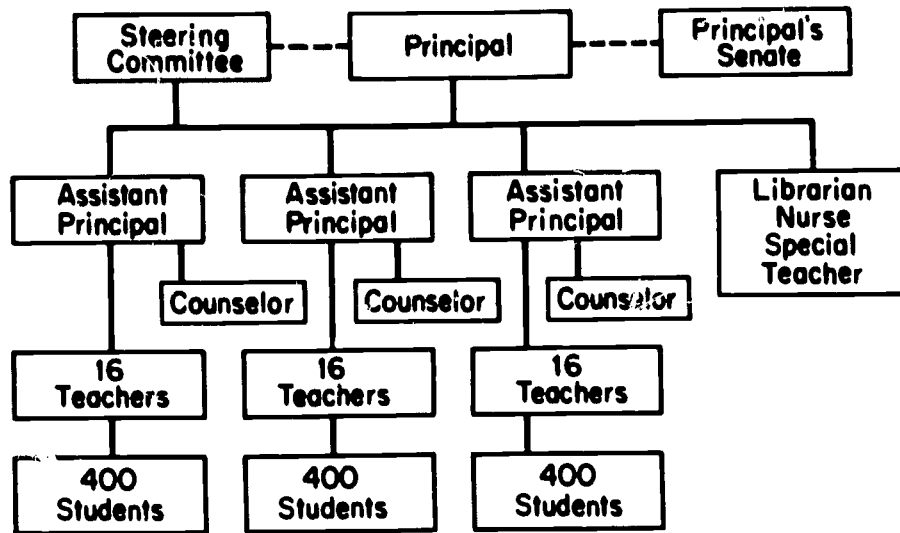 Steering
Committee
Principal
Principal's
Senate
Assistant
Principal
Assistant
Principal
Assistant
Principal
Librarian
Nurse
Special
Teacher
Counselor
Counselor
Counselor
16
Teachers
16
Teachers
16
Teachers
400
Students
400
Students
400
Students